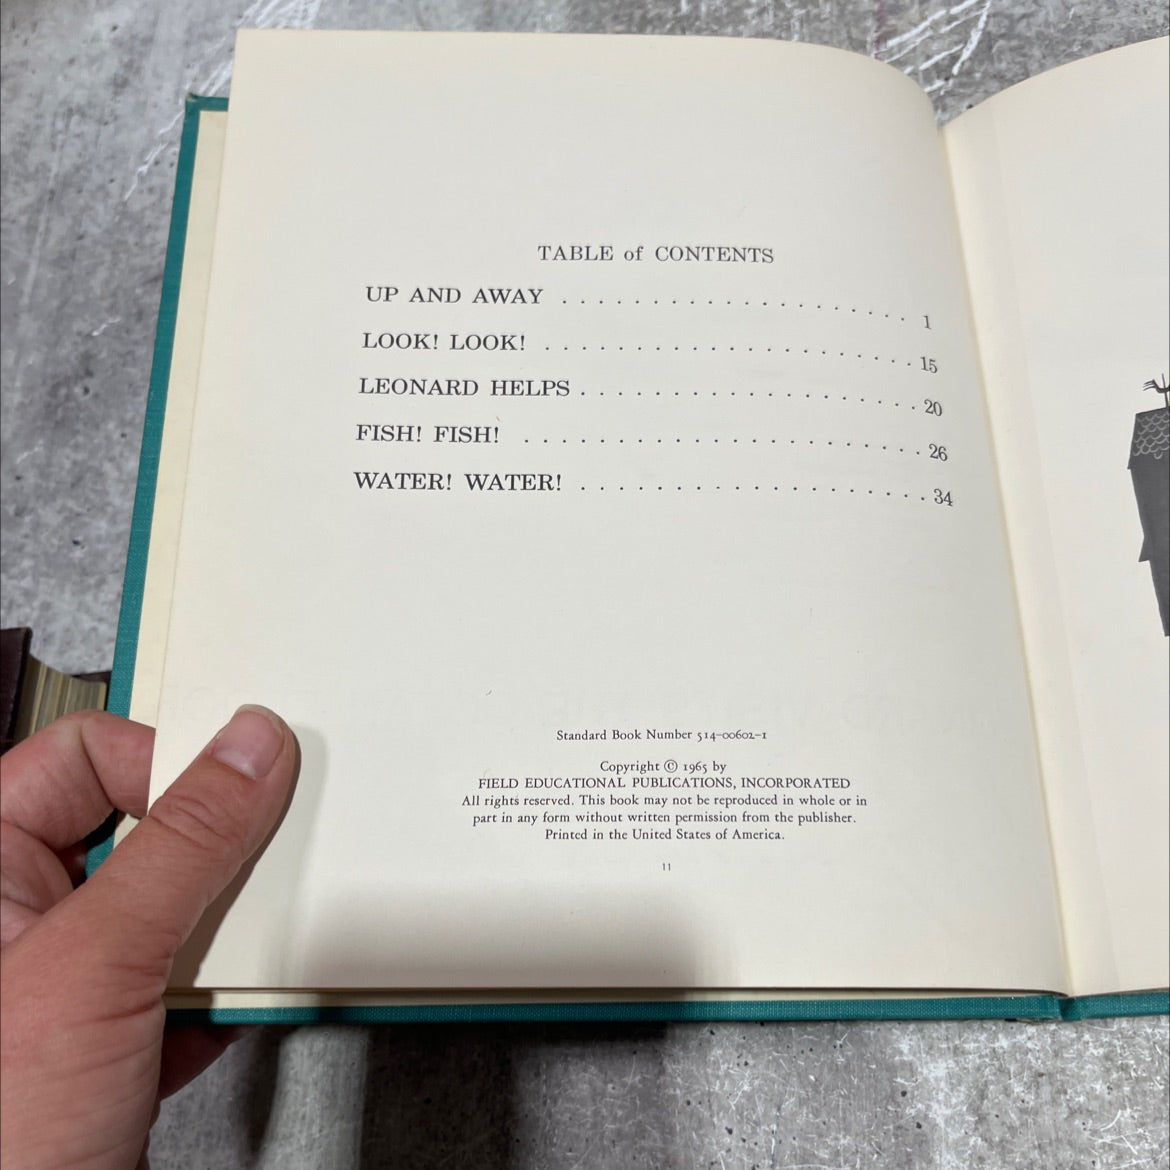 TABLE of CONTENTS
UP AND AWAY . . . . . . . . . . . . . . . . . . . 1
LOOK! LOOK! . . . . . . . . . . . . . . . . . . . . 15
LEONARD HELPS . . . . . . . . . . . . . . . . . . 20
FISH! FISH! . . . . . . . . . . . . . . . . . . . . . 26
WATER! WATER! . . . . . . . . . . . . . . . . . . . 34
Standard Book Number 514-00602-1
Copyright © 1965 by
FIELD EDUCATIONAL PUBLICATIONS, INCORPORATED
All rights reserved. This book may not be reproduced in whole or in
part in any form without written permission from the publisher.
Printed in the United States of America.
11